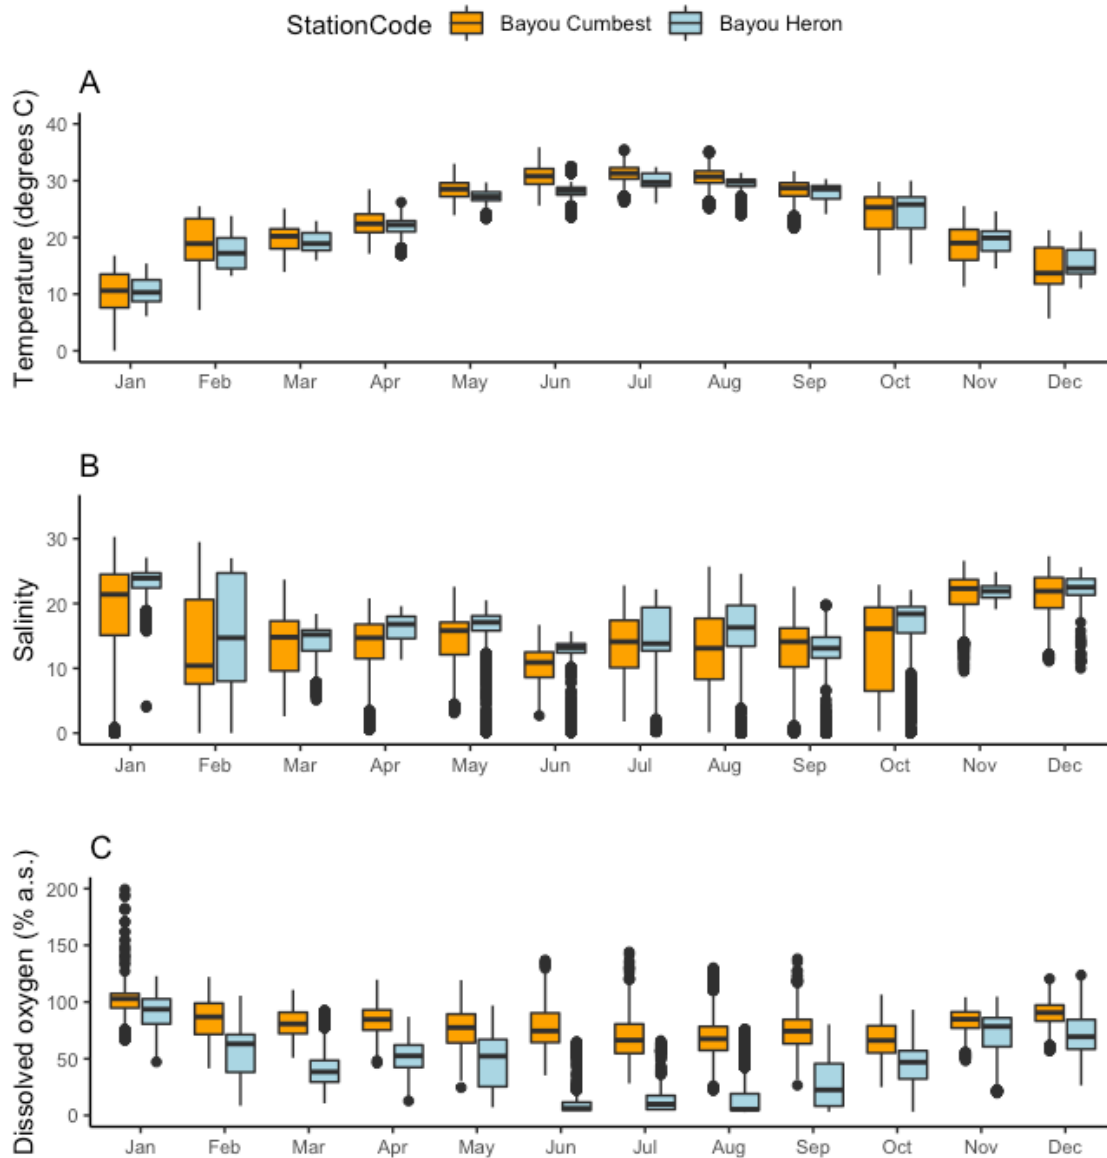 StationCode Bayou Cumbest Bayou Heron
A
Temperature (degrees C)
40
30
20
10
0
Jan Feb Mar Apr May Jun Jul Aug Sep Oct Nov Dec
B
Salinity
30
20
10
0
Jan Feb Mar Apr May Jun Jul Aug Sep Oct Nov Dec
C
Dissolved oxygen (% a.s.)
200
150
100
50
0
Jan Feb Mar Apr May Jun Jul Aug Sep Oct Nov Dec